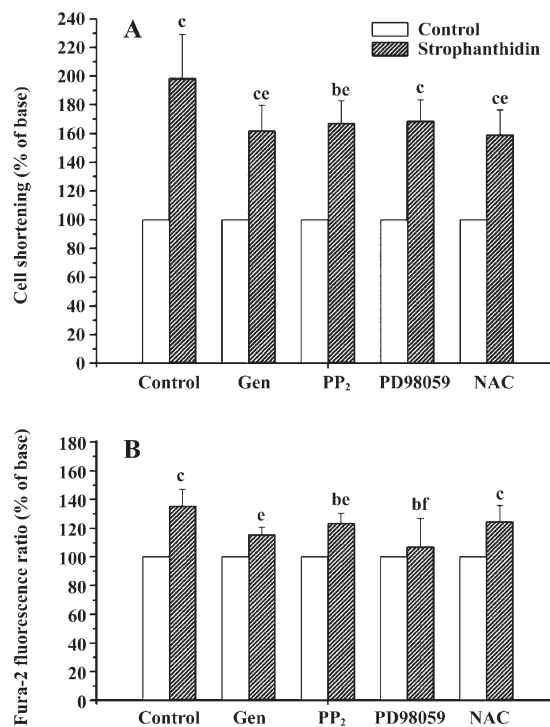 A
Control
Strophanthidin
Cell shortening (% of base)
240
220
200
180
160
140
120
100
80
60
40
20
0
c
ce
be
c
ce
Control Gen PP₂ PD98059 NAC
B
Fura-2 fluorescence ratio (% of base)
180
160
140
120
100
80
60
40
20
0
c
e
be
bf
c
Control Gen PP₂ PD98059 NAC